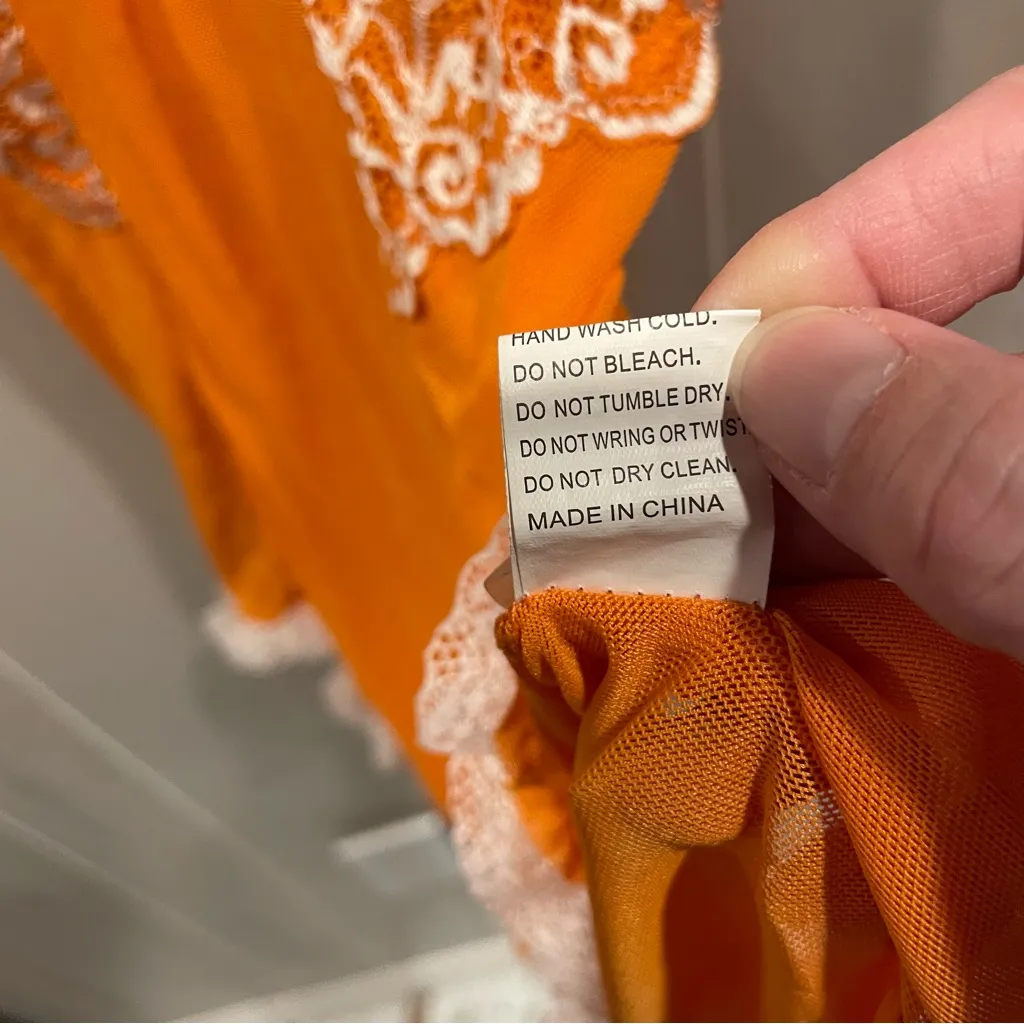 HAND WASH COLD.
DO NOT BLEACH.
DO NOT TUMBLE DRY.
DO NOT WRING OR TWIST
DO NOT DRY CLEAN.
MADE IN CHINA